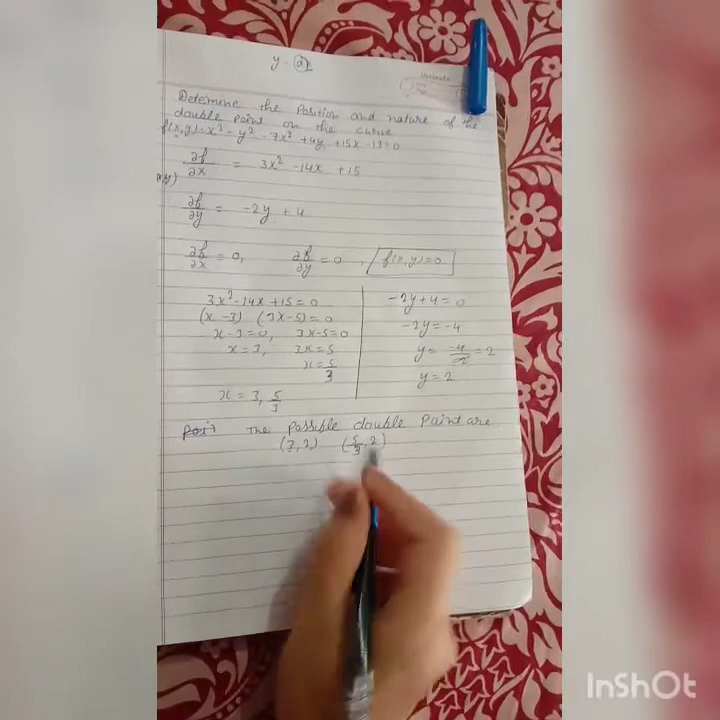 y = a
Determine the Position and nature of the
double point on the curve
f(x,y) = x² - y² - 7x² + 4y + 15x - 13 = 0
∂f/∂x = 3x² - 14x + 15
∂f/∂y = -2y + 4
∂f/∂x = 0, ∂f/∂y = 0, f(x,y) = 0
3x² - 14x + 15 = 0
(x - 3) (3x - 5) = 0
x - 3 = 0, 3x - 5 = 0
x = 3, 3x = 5
x = 5/3
x = 3, 5/3
-2y + 4 = 0
-2y = -4
y = -4/-2 = 2
y = 2
The Possible double Point are
(3, 2) (5/3, 2)
InShOt